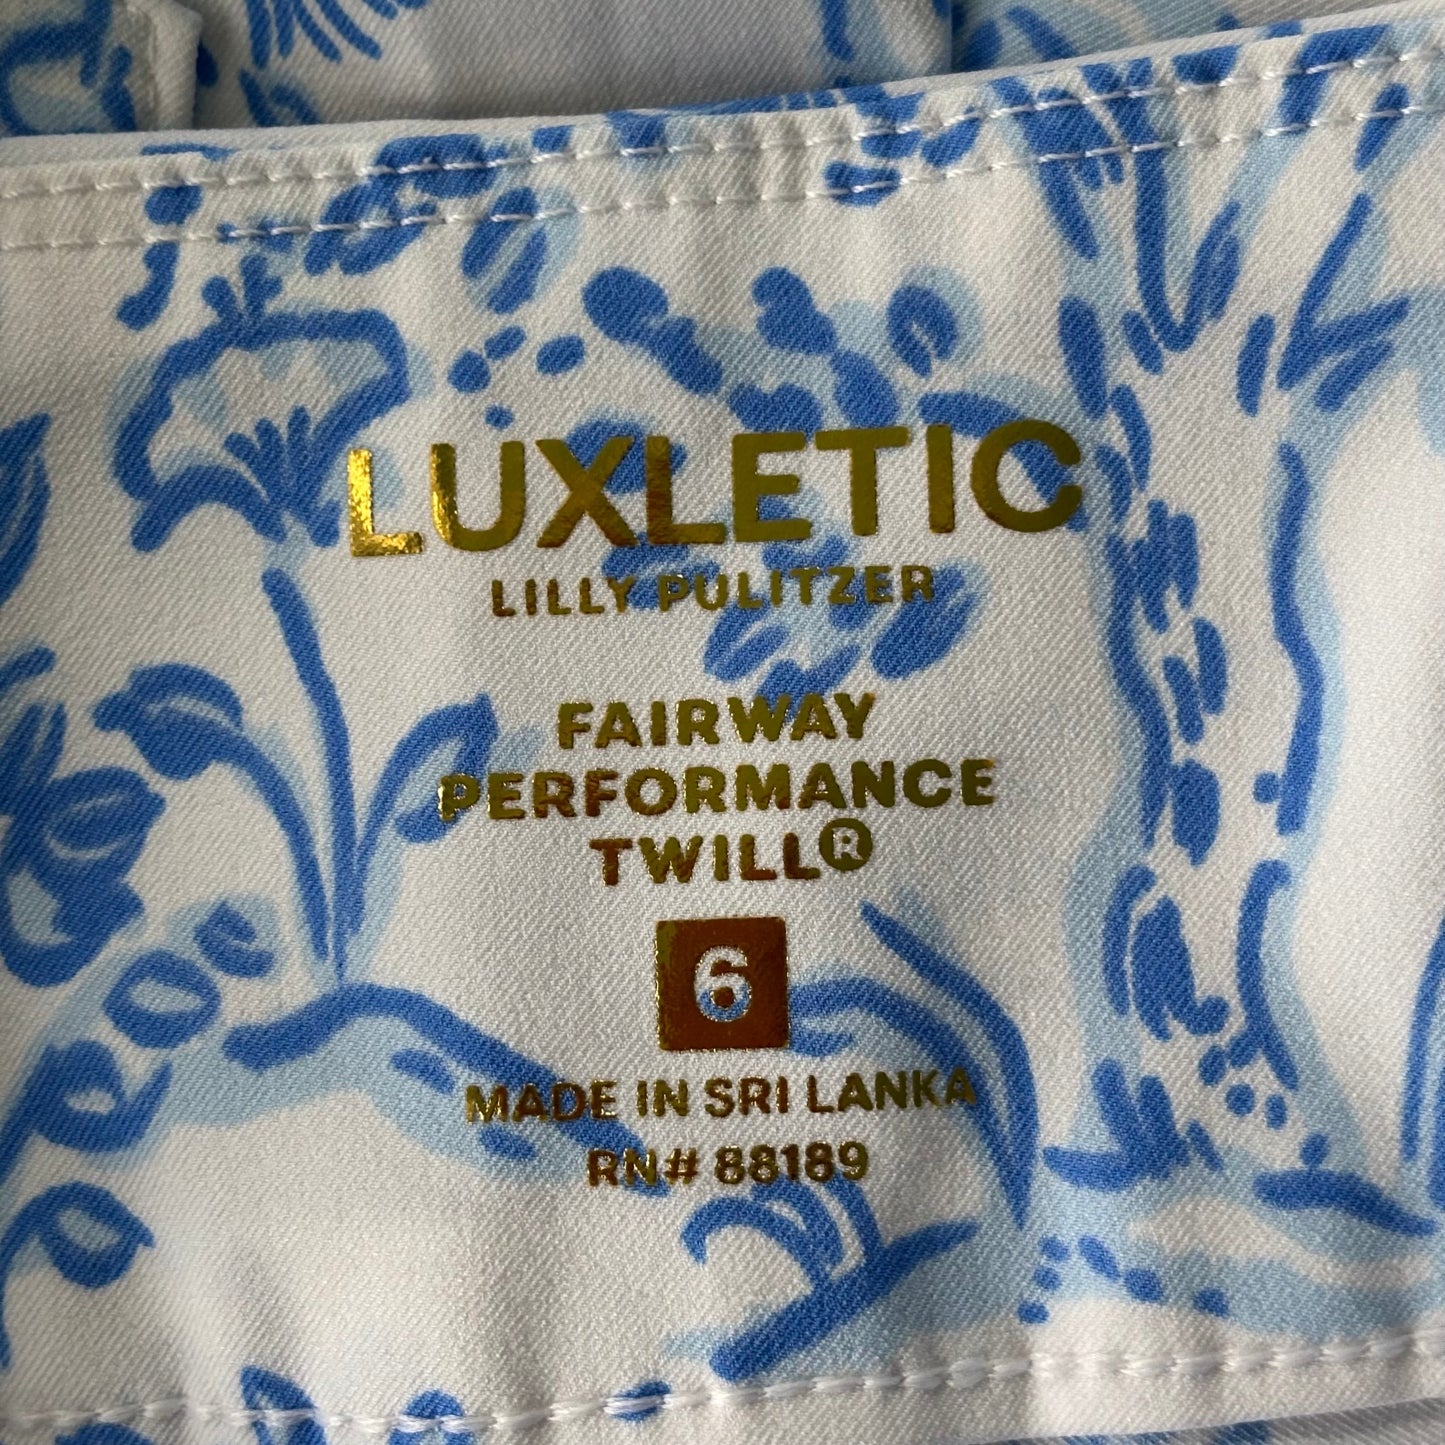 LUXLETIC
LILLY PULITZER
FAIRWAY
PERFORMANCE
TWILL®
6
MADE IN SRI LANKA
RN# 88189